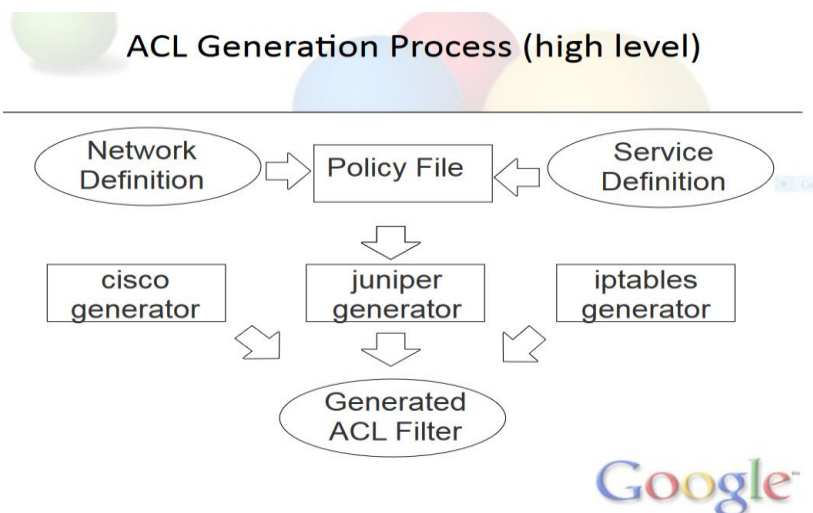 ACL Generation Process (high level)
Network
Definition
Policy File
Service
Definition
cisco
generator
juniper
generator
iptables
generator
Generated
ACL Filter
Google™